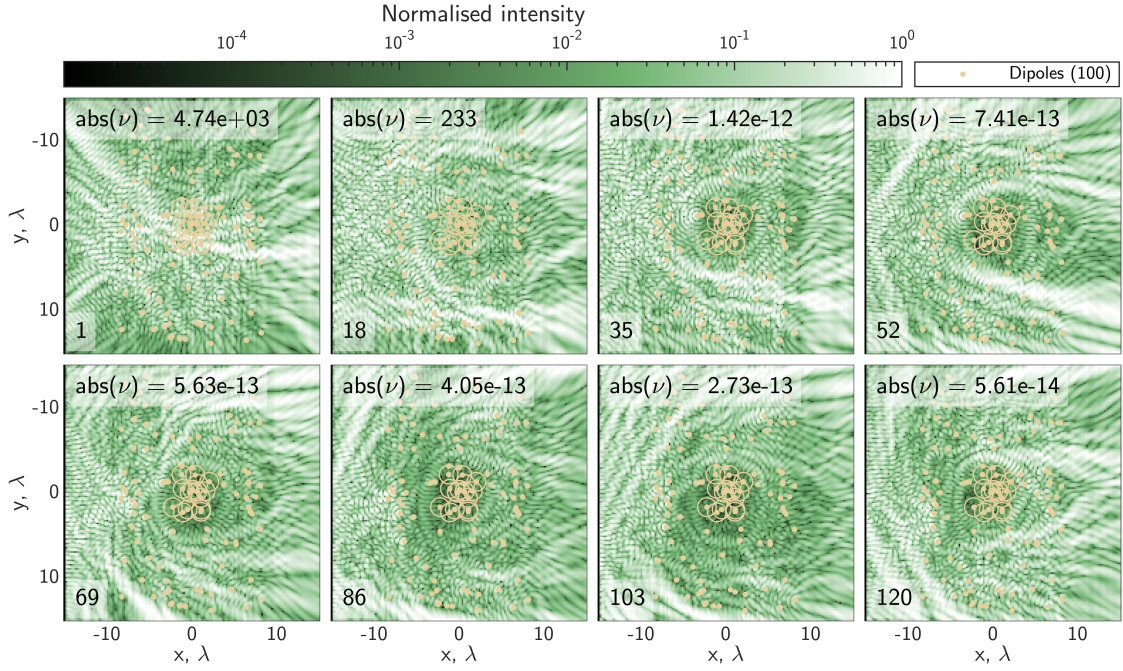 Normalised intensity
10^-4 10^-3 10^-2 10^-1 10^0
Dipoles (100)
abs(ν) = 4.74e+03 abs(ν) = 233 abs(ν) = 1.42e-12 abs(ν) = 7.41e-13
-10
0
10
y, λ
1 18 35 52
abs(ν) = 5.63e-13 abs(ν) = 4.05e-13 abs(ν) = 2.73e-13 abs(ν) = 5.61e-14
-10
0
10
y, λ
69 86 103 120
-10 0 10 -10 0 10 -10 0 10 -10 0 10
x, λ x, λ x, λ x, λ